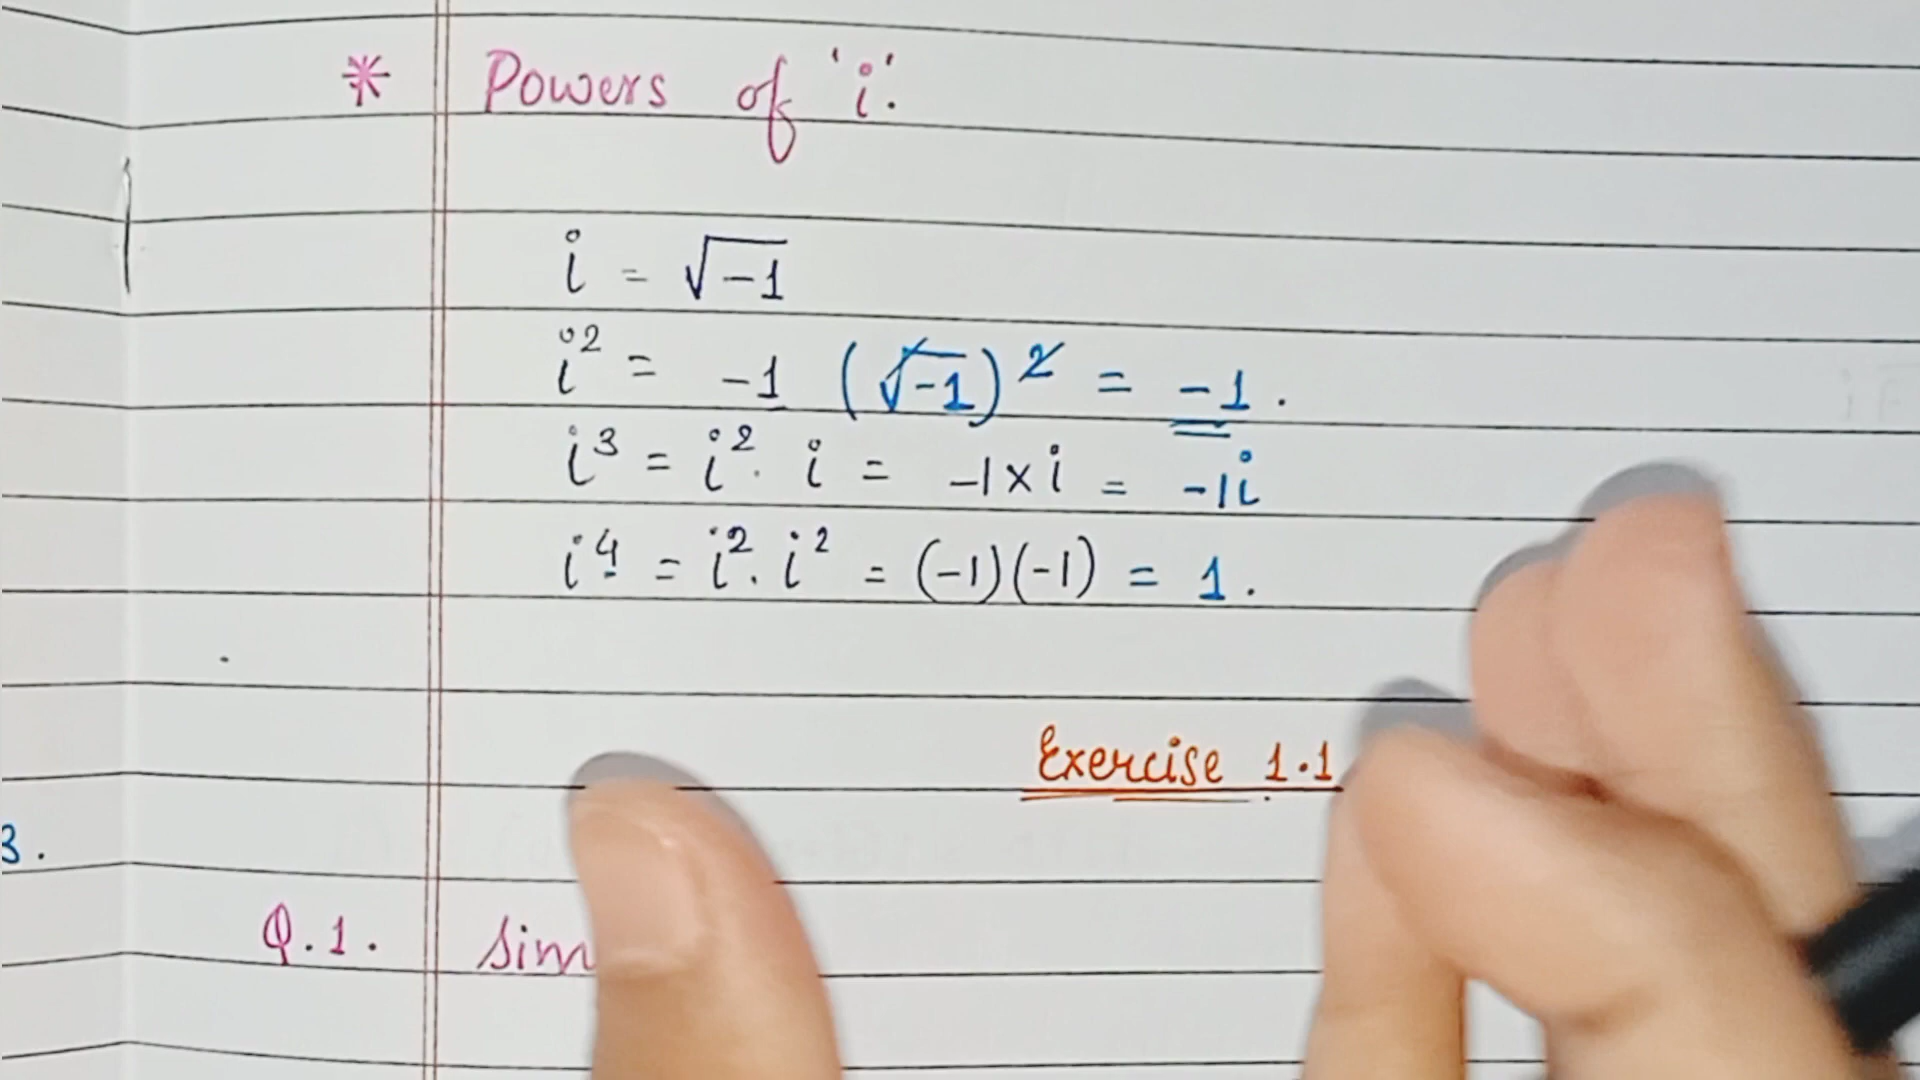 * Powers of 'i'.
i = √-1
i² = -1 (√-1)² = -1.
i³ = i². i = -1 x i = -1i
i⁴ = i². i² = (-1)(-1) = 1.
Exercise 1.1
3.
Q.1.